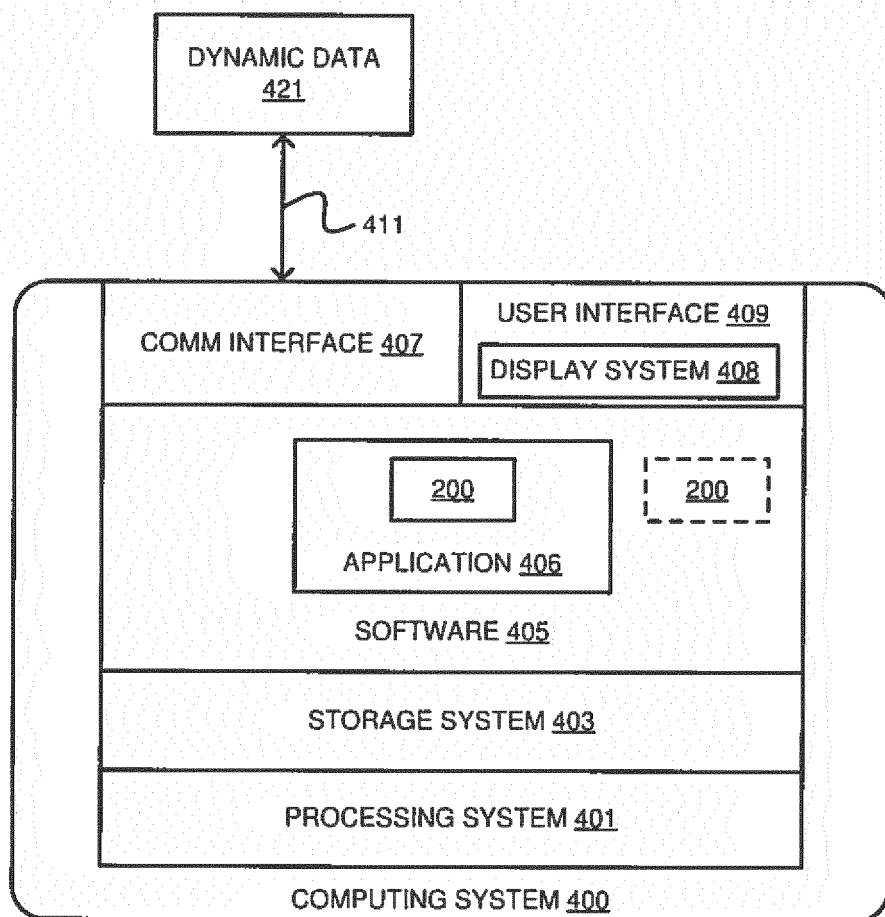 DYNAMIC DATA
421
411
COMM INTERFACE 407
USER INTERFACE 409
DISPLAY SYSTEM 408
200
200
APPLICATION 406
SOFTWARE 405
STORAGE SYSTEM 403
PROCESSING SYSTEM 401
COMPUTING SYSTEM 400